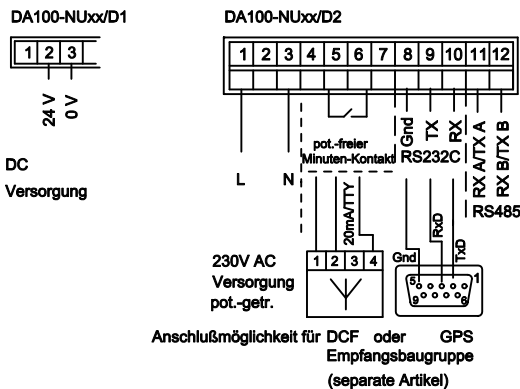 DA100-NUxx/D1
DA100-NUxx/D2
1 2 3
1 2 3 4 5 6 7 8 9 10 11 12
24 V
0 V
DC
Versorgung
L
N
pot.-freier
Minuten-Kontakt
Gnd
TX
RX
RS232C
RX A/TX A
RX B/TX B
RS485
20mA/TTY
RxD
TxD
Gnd
1 2 3 4
5
1
9
6
230V AC
Versorgung
pot.-getr.
Anschlußmöglichkeit für DCF oder GPS
Empfangsbaugruppe
(separate Artikel)